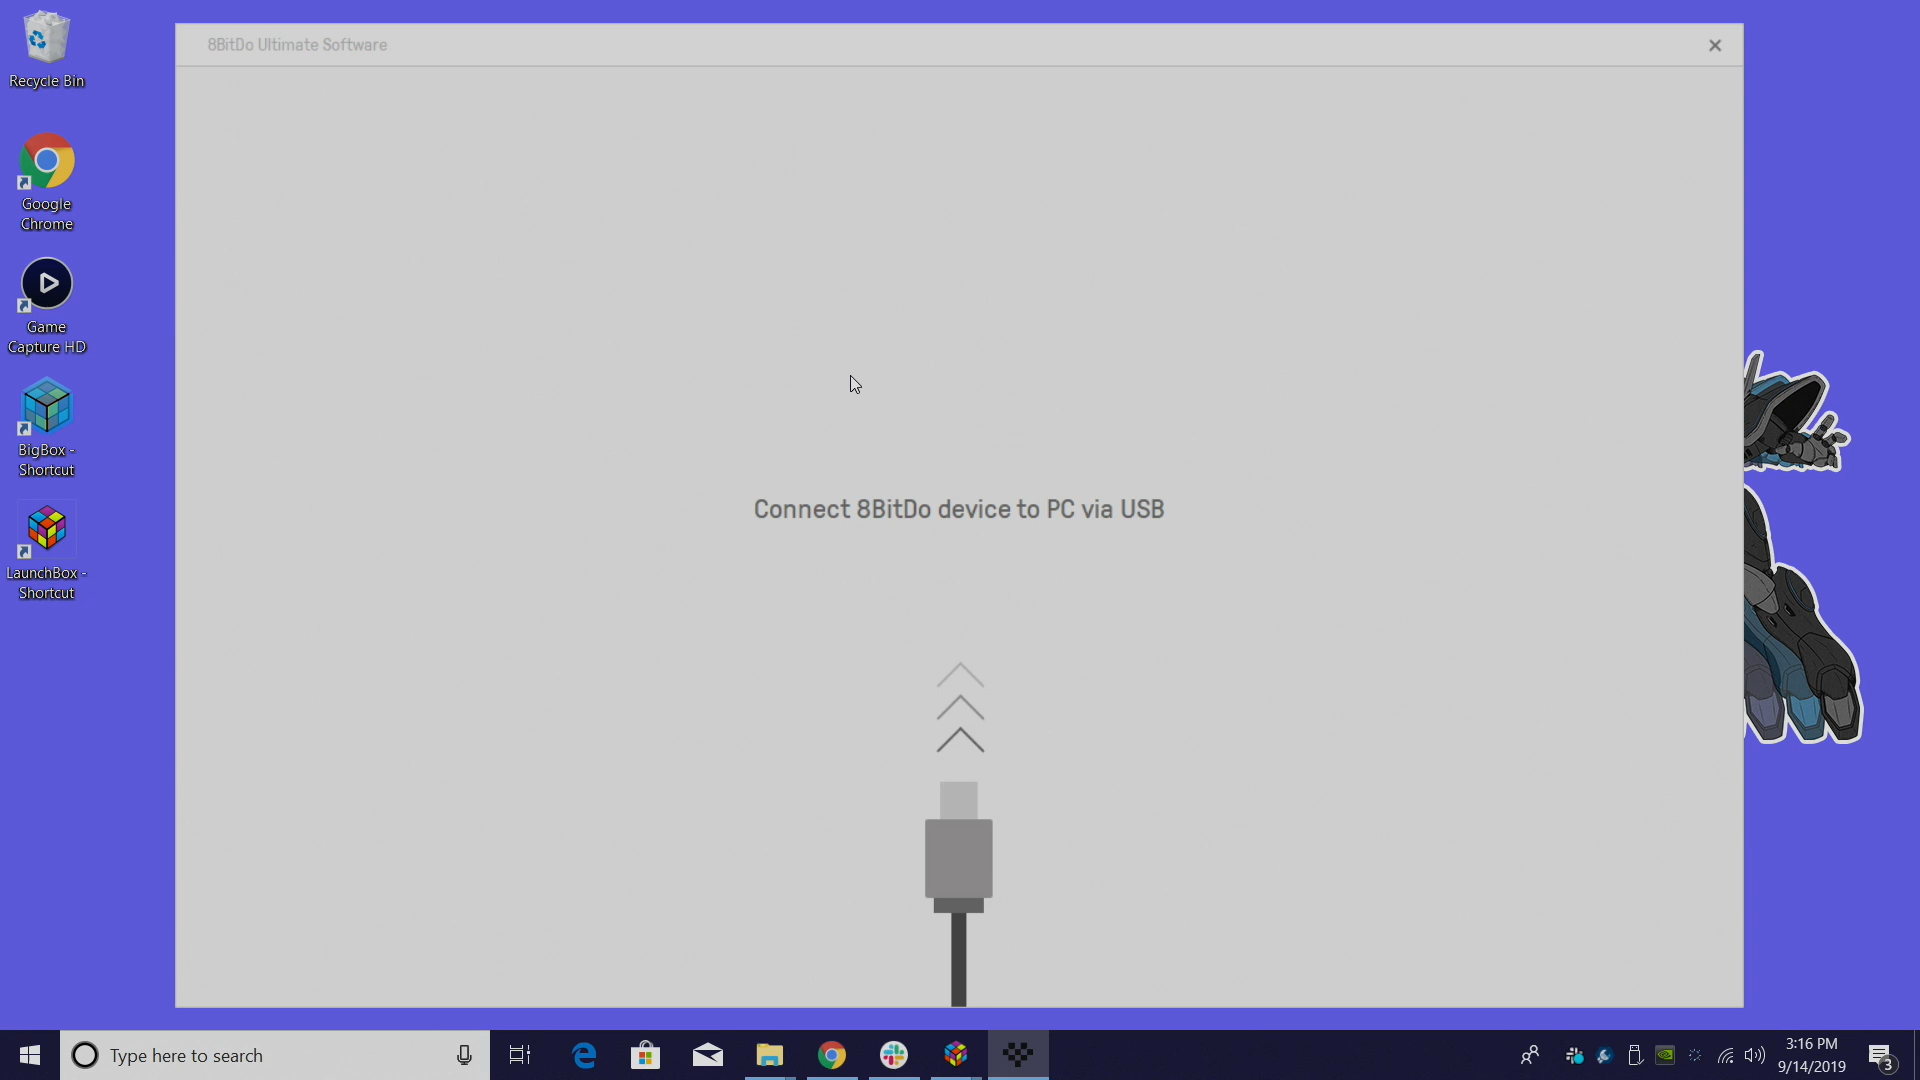 8BitDo Ultimate Software
Recycle Bin
Google
Chrome
Game
Capture HD
BigBox -
Shortcut
LaunchBox -
Shortcut
Connect 8BitDo device to PC via USB
Type here to search
3:16 PM
9/14/2019
3